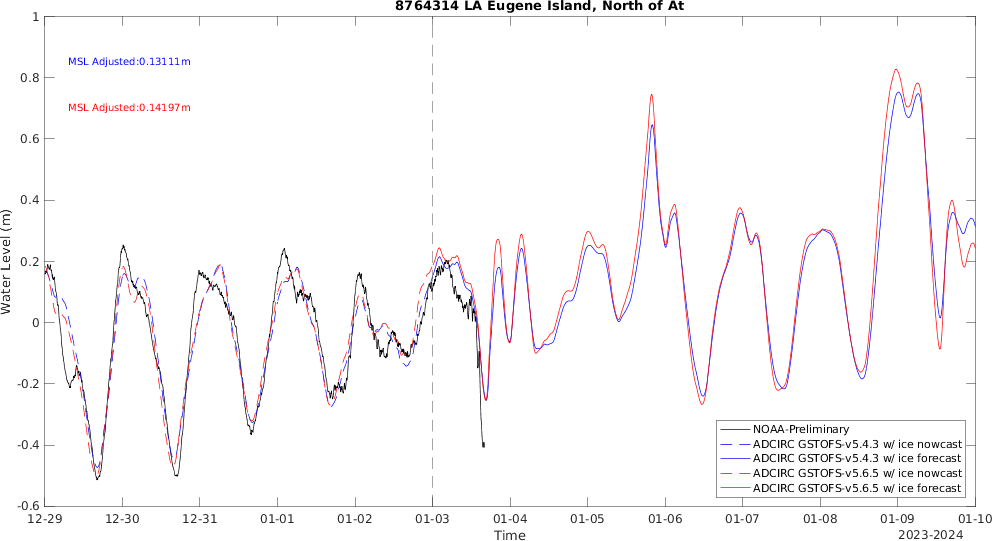 8764314 LA Eugene Island, North of At
MSL Adjusted:0.13111m
MSL Adjusted:0.14197m
Water Level (m)
1
0.8
0.6
0.4
0.2
0
-0.2
-0.4
-0.6
NOAA-Preliminary
ADCIRC GSTOFS-v5.4.3 w/ ice nowcast
ADCIRC GSTOFS-v5.4.3 w/ ice forecast
ADCIRC GSTOFS-v5.6.5 w/ ice nowcast
ADCIRC GSTOFS-v5.6.5 w/ ice forecast
12-29 12-30 12-31 01-01 01-02 01-03 01-04 01-05 01-06 01-07 01-08 01-09 01-10
Time
2023-2024